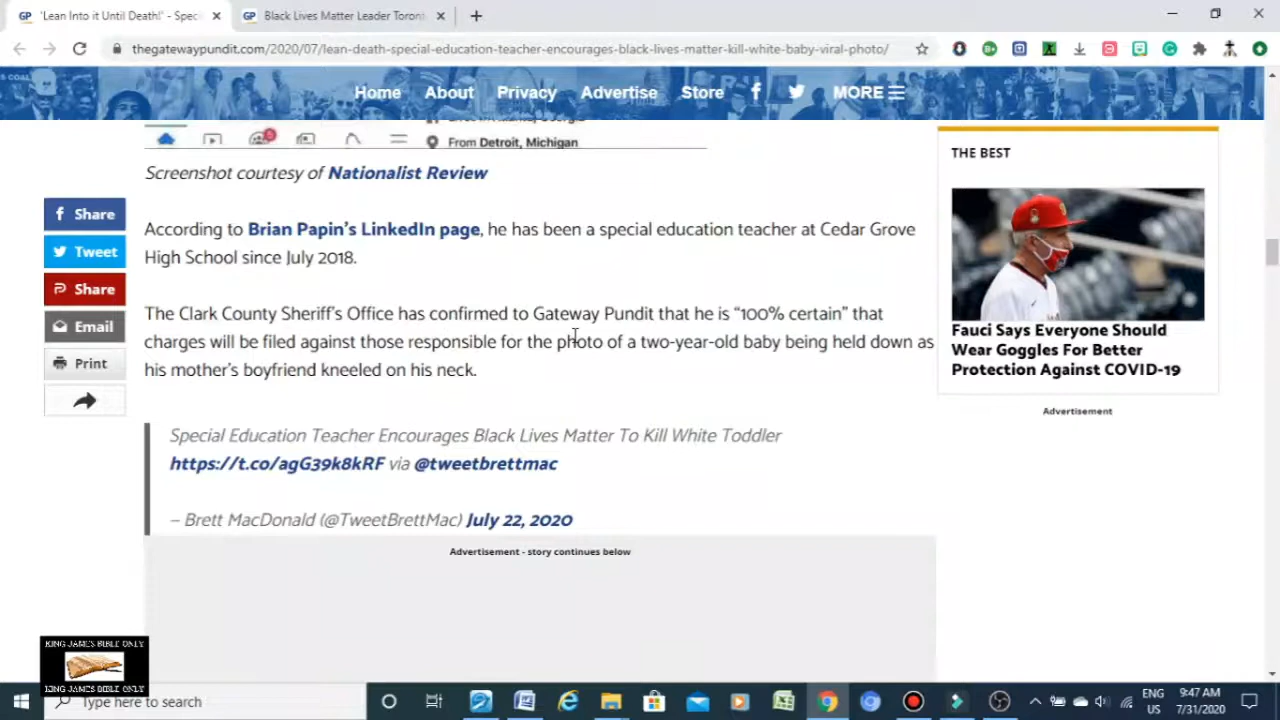 'Lean Into it Until Death!' - Spec
Black Lives Matter Leader Toront
thegatewaypundit.com/2020/07/lean-death-special-education-teacher-encourages-black-lives-matter-kill-white-baby-viral-photo/
Home About Privacy Advertise Store MORE
From Detroit, Michigan
Screenshot courtesy of Nationalist Review
According to Brian Papin's LinkedIn page, he has been a special education teacher at Cedar Grove
High School since July 2018.
The Clark County Sheriff's Office has confirmed to Gateway Pundit that he is "100% certain" that
charges will be filed against those responsible for the photo of a two-year-old baby being held down as
his mother's boyfriend kneeled on his neck.
Special Education Teacher Encourages Black Lives Matter To Kill White Toddler
https://t.co/agG39k8kRF via @tweetbrettmac
– Brett MacDonald (@TweetBrettMac) July 22, 2020
Advertisement - story continues below
Share
Tweet
Share
Email
Print
THE BEST
Fauci Says Everyone Should
Wear Goggles For Better
Protection Against COVID-19
Advertisement
KING JAMES BIBLE ONLY
KING JAMES BIBLE ONLY
Type here to search
ENG
US
9:47 AM
7/31/2020